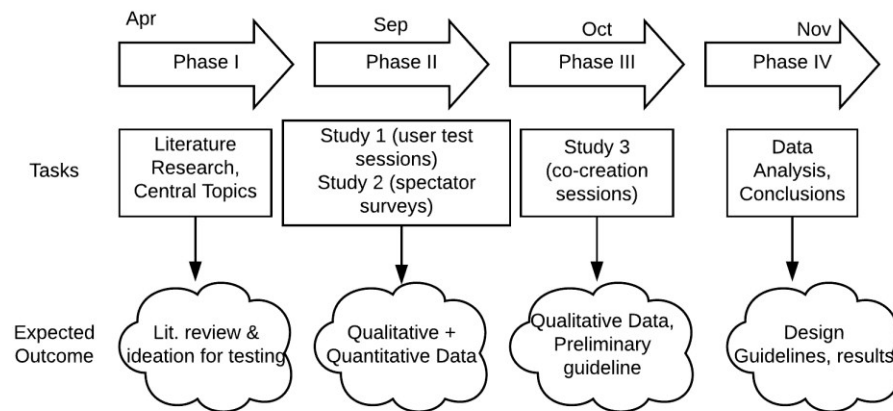 Apr
Sep
Oct
Nov
Phase I
Phase II
Phase III
Phase IV
Tasks
Literature
Research,
Central Topics
Study 1 (user test
sessions)
Study 2 (spectator
surveys)
Study 3
(co-creation
sessions)
Data
Analysis,
Conclusions
Expected
Outcome
Lit. review &
ideation for testing
Qualitative +
Quantitative Data
Qualitative Data,
Preliminary
guideline
Design
Guidelines, results